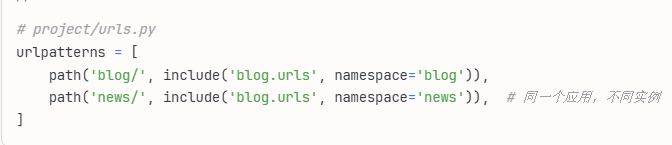 # project/urls.py
urlpatterns = [
    path('blog/', include('blog.urls', namespace='blog')),
    path('news/', include('blog.urls', namespace='news')),  # 同一个应用，不同实例
]